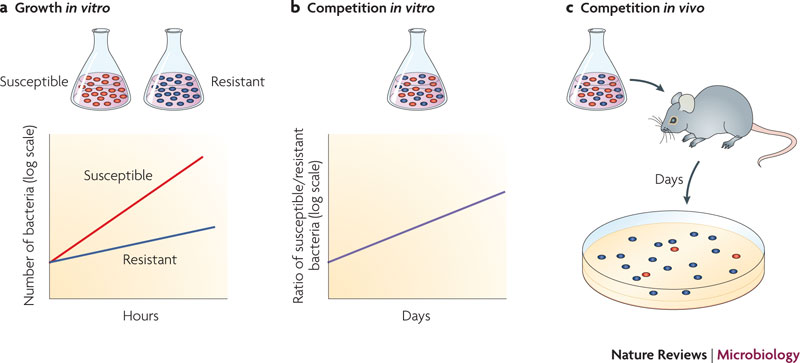 a Growth in vitro
Susceptible
Resistant
Number of bacteria (log scale)
Susceptible
Resistant
Hours
b Competition in vitro
Ratio of susceptible/resistant
bacteria (log scale)
Days
c Competition in vivo
Days
Nature Reviews | Microbiology